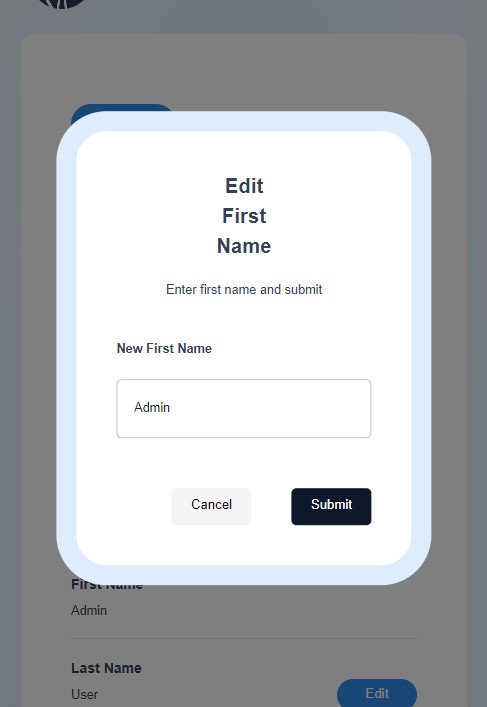 Edit
First
Name
Enter first name and submit
New First Name
Admin
Cancel
Submit
First Name
Admin
Last Name
User
Edit